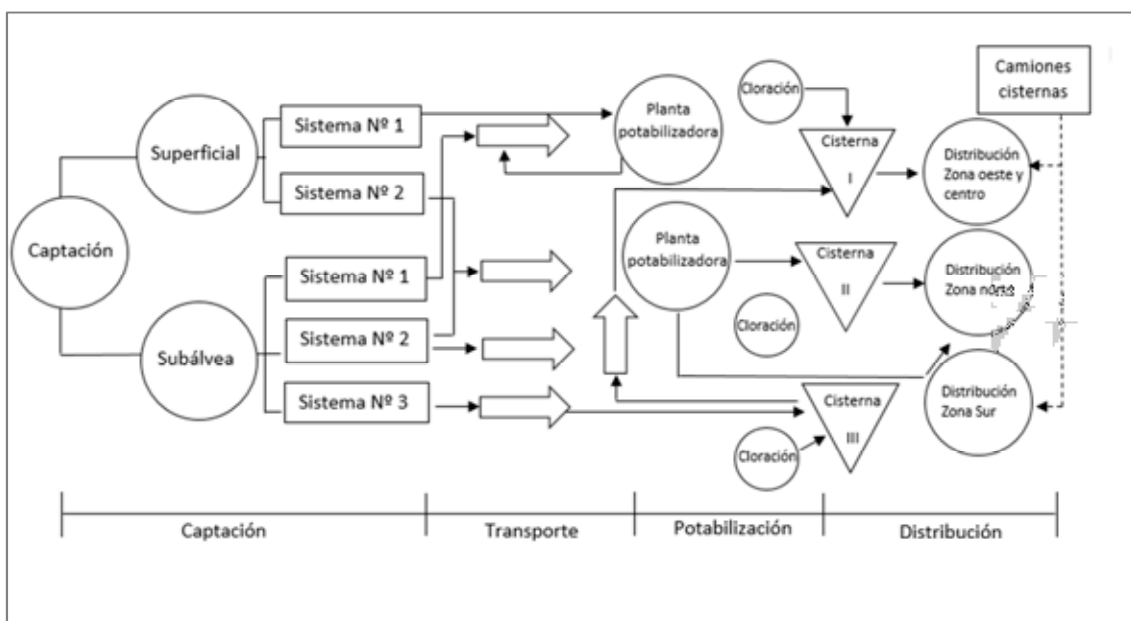 Captación
Superficial
Subálvea
Sistema Nº 1
Sistema Nº 2
Sistema Nº 1
Sistema Nº 2
Sistema Nº 3
Planta
potabilizadora
Planta
potabilizadora
Cloración
Cisterna
I
Cisterna
II
Cloración
Cisterna
III
Cloración
Camiones
cisternas
Distribución
Zona oeste y
centro
Distribución
Zona norte
Distribución
Zona Sur
Captación
Transporte
Potabilización
Distribución